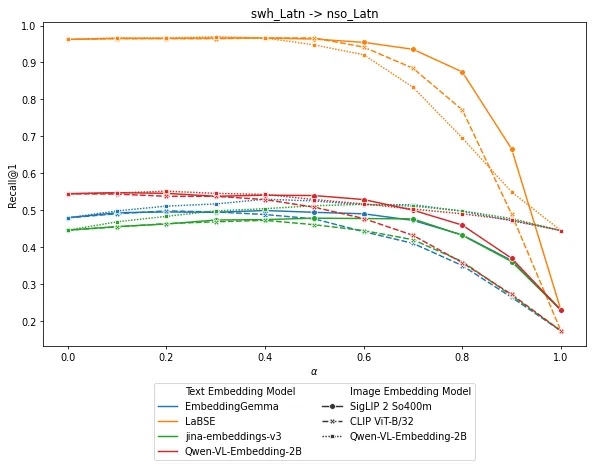 swh_Latn -> nso_Latn
1.0
0.9
0.8
0.7
0.6
0.5
0.4
0.3
0.2
Recall@1
0.0 0.2 0.4 0.6 0.8 1.0
α
Text Embedding Model Image Embedding Model
EmbeddingGemma SigLIP 2 So400m
LaBSE CLIP ViT-B/32
jina-embeddings-v3 Qwen-VL-Embedding-2B
Qwen-VL-Embedding-2B